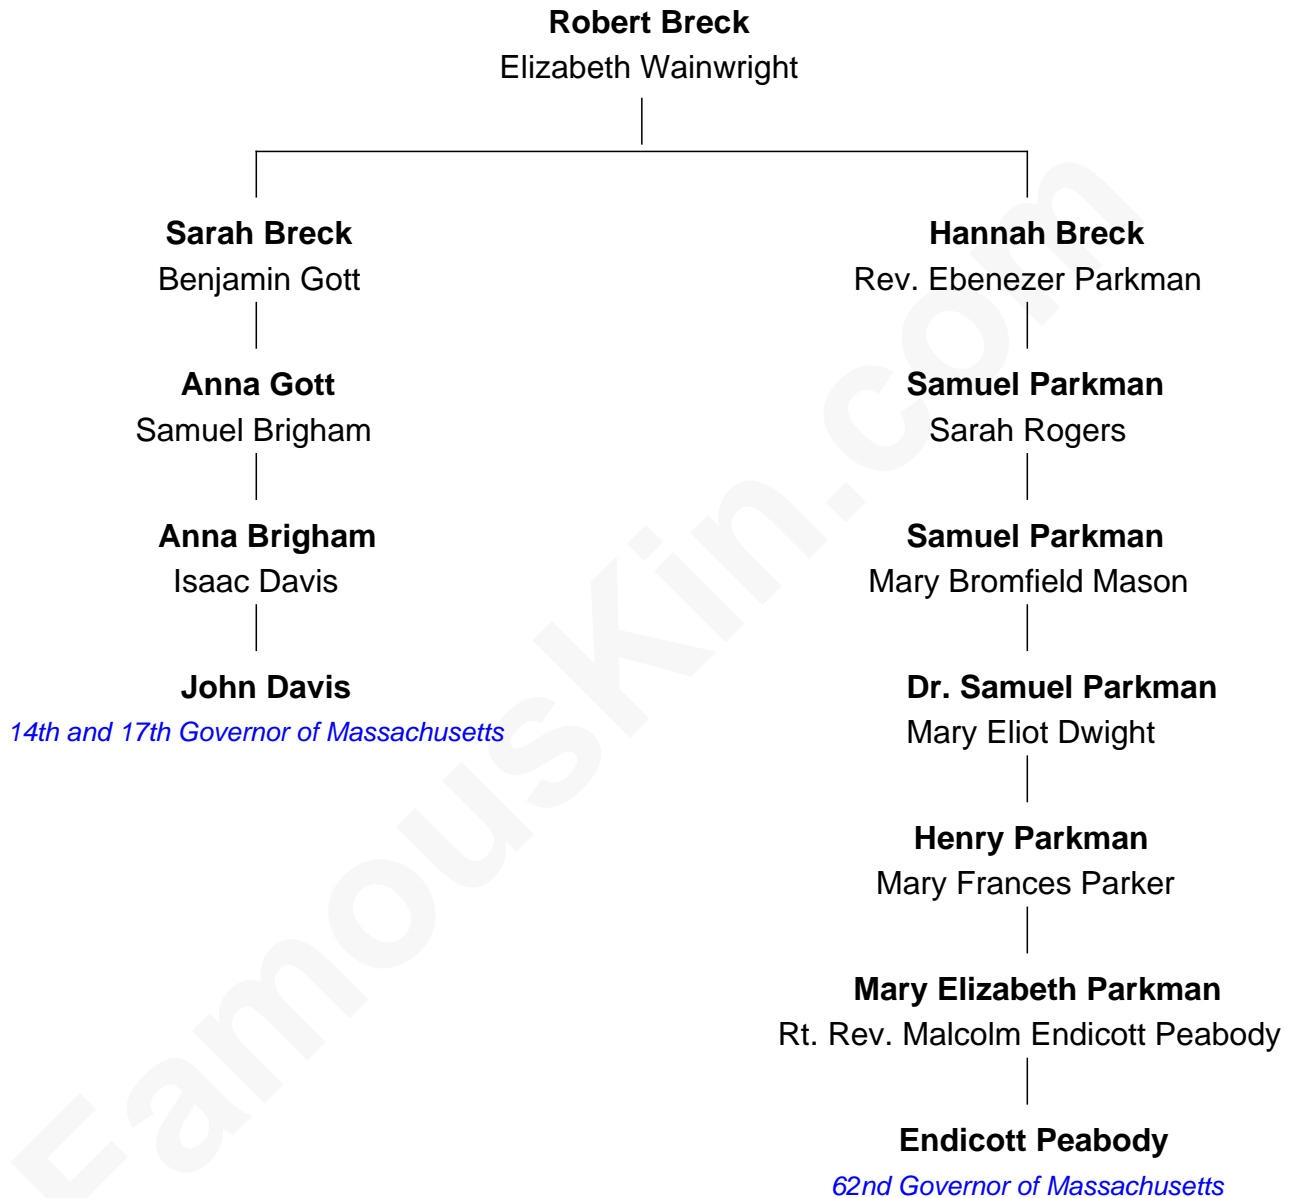 Robert Breck
Elizabeth Wainwright
Sarah Breck
Benjamin Gott
Anna Gott
Samuel Brigham
Anna Brigham
Isaac Davis
John Davis
14th and 17th Governor of Massachusetts
Hannah Breck
Rev. Ebenezer Parkman
Samuel Parkman
Sarah Rogers
Samuel Parkman
Mary Bromfield Mason
Dr. Samuel Parkman
Mary Eliot Dwight
Henry Parkman
Mary Frances Parker
Mary Elizabeth Parkman
Rt. Rev. Malcolm Endicott Peabody
Endicott Peabody
62nd Governor of Massachusetts
FamousKin.com